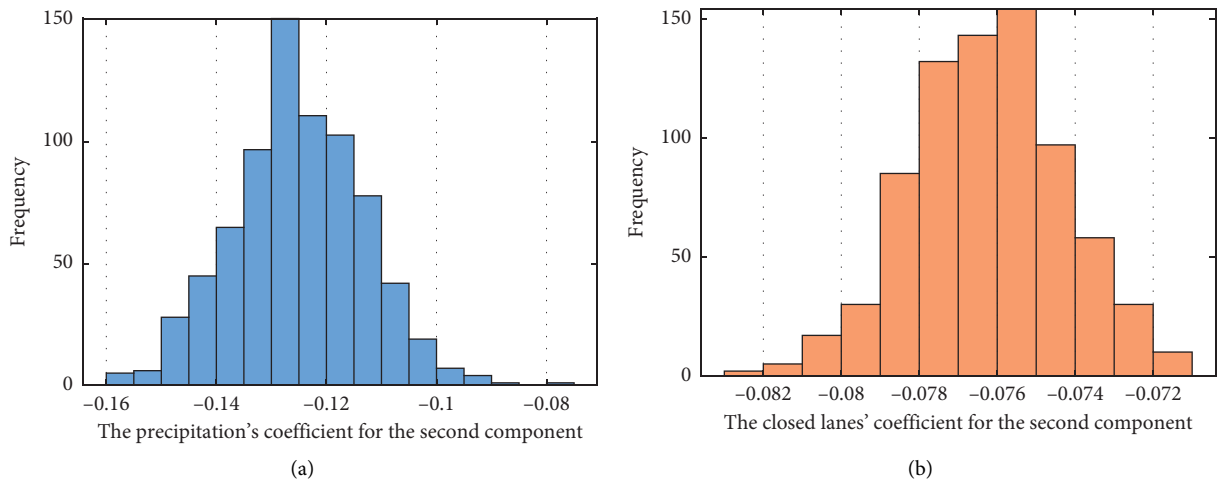 150
100
50
0
Frequency
−0.16 −0.14 −0.12 −0.1 −0.08
The precipitation's coefficient for the second component
(a)
150
100
50
0
Frequency
−0.082 −0.08 −0.078 −0.076 −0.074 −0.072
The closed lanes' coefficient for the second component
(b)